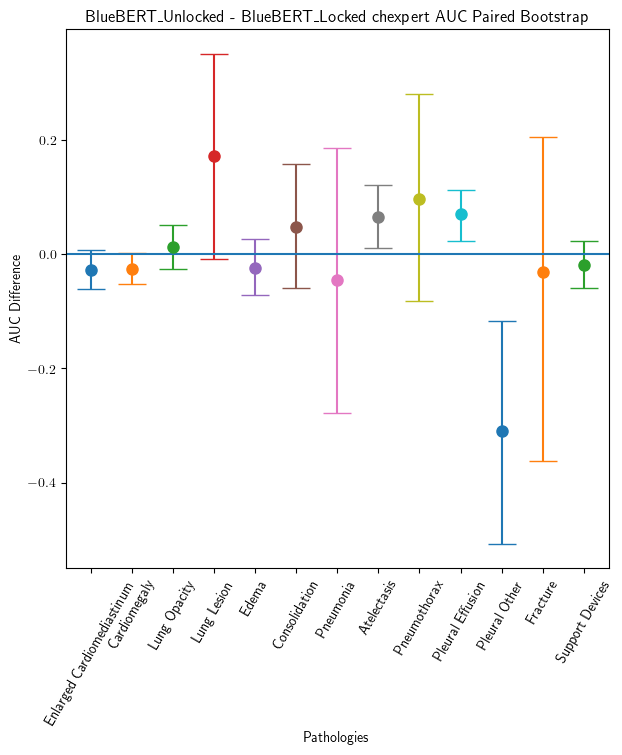 BlueBERT_Unlocked - BlueBERT_Locked chexpert AUC Paired Bootstrap
AUC Difference
0.2
0.0
−0.2
−0.4
Enlarged Cardiomediastinum
Cardiomegaly
Lung Opacity
Lung Lesion
Edema
Consolidation
Pneumonia
Atelectasis
Pneumothorax
Pleural Effusion
Pleural Other
Fracture
Support Devices
Pathologies